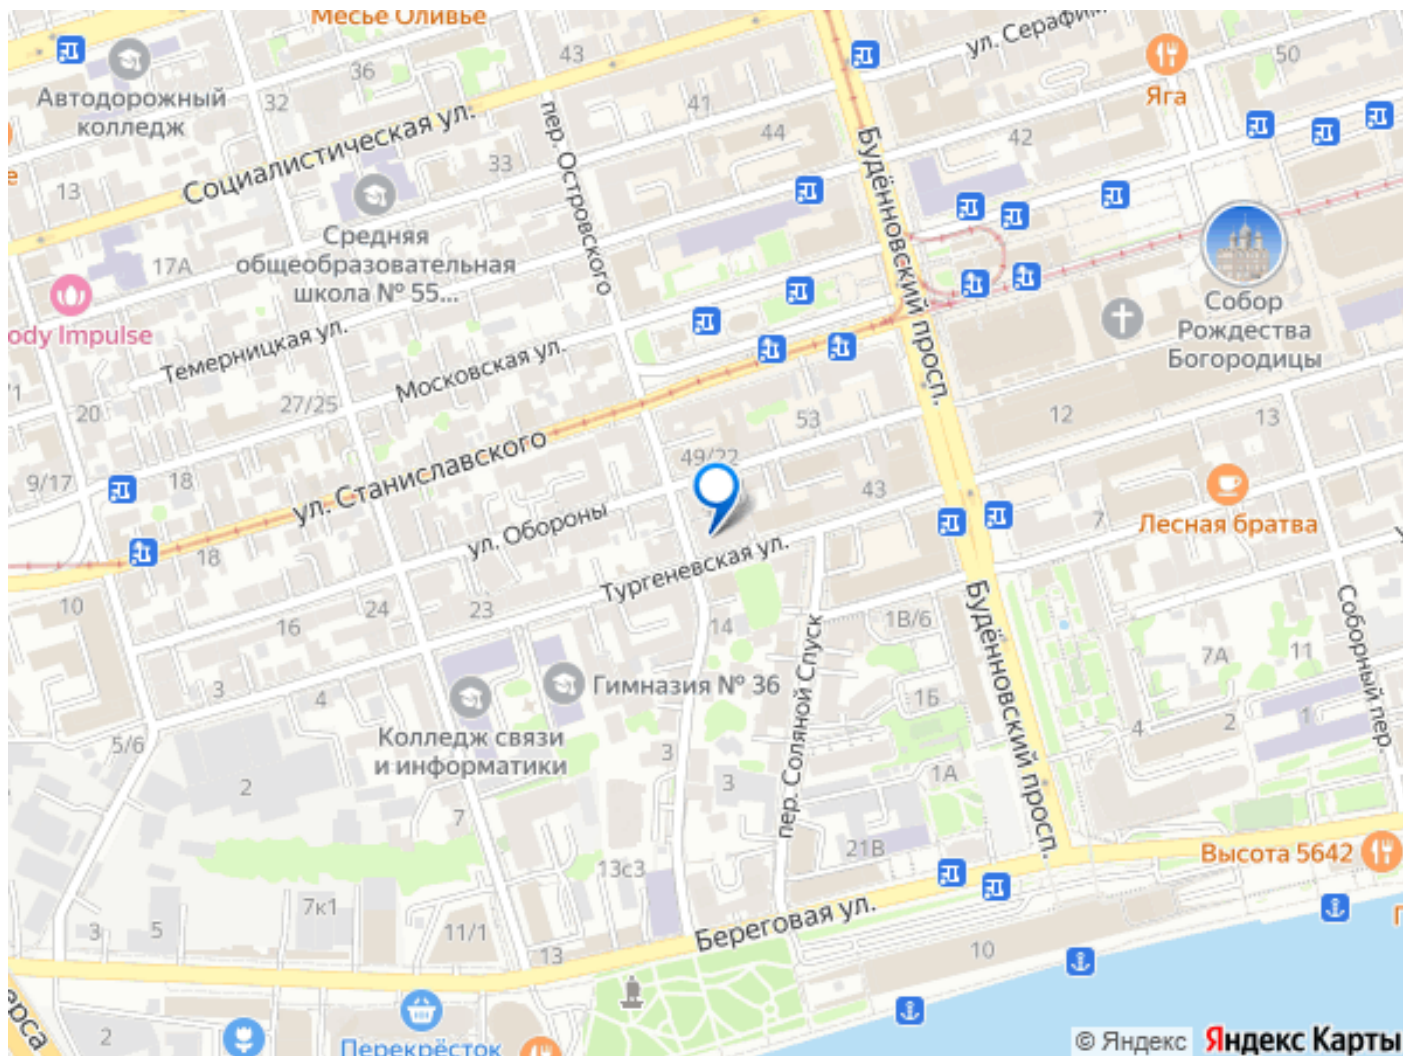 Месье Оливье
ул. Серафим
Автодорожный
колледж
36
43
32
41
44
42
50
Яга
Социалистическая ул.
33
13
е
пер. Островского
Будённовский просп.
Средняя
общеобразовательная
школа № 55...
17А
ody Impulse
Темерницкая ул.
Московская ул.
Собор
Рождества
Богородицы
/1
20
27/25
53
12
13
49/22
9/17
18
ул. Станиславского
43
Лесная братва
7
ул. Обороны
18
Тургеневская ул.
10
16
24
23
14
1В/6
Будённовский просп.
Соборный пер.
7А
11
3
4
Гимназия № 36
пер. Соляной Спуск
1Б
5/6
Колледж связи
и информатики
3
3
4
2
1
2
1А
7
21В
13с3
Высота 5642
7к1
3
5
11/1
13
Береговая ул.
10
ерса
2
Перекрёсток
© Яндекс
Яндекс Карты